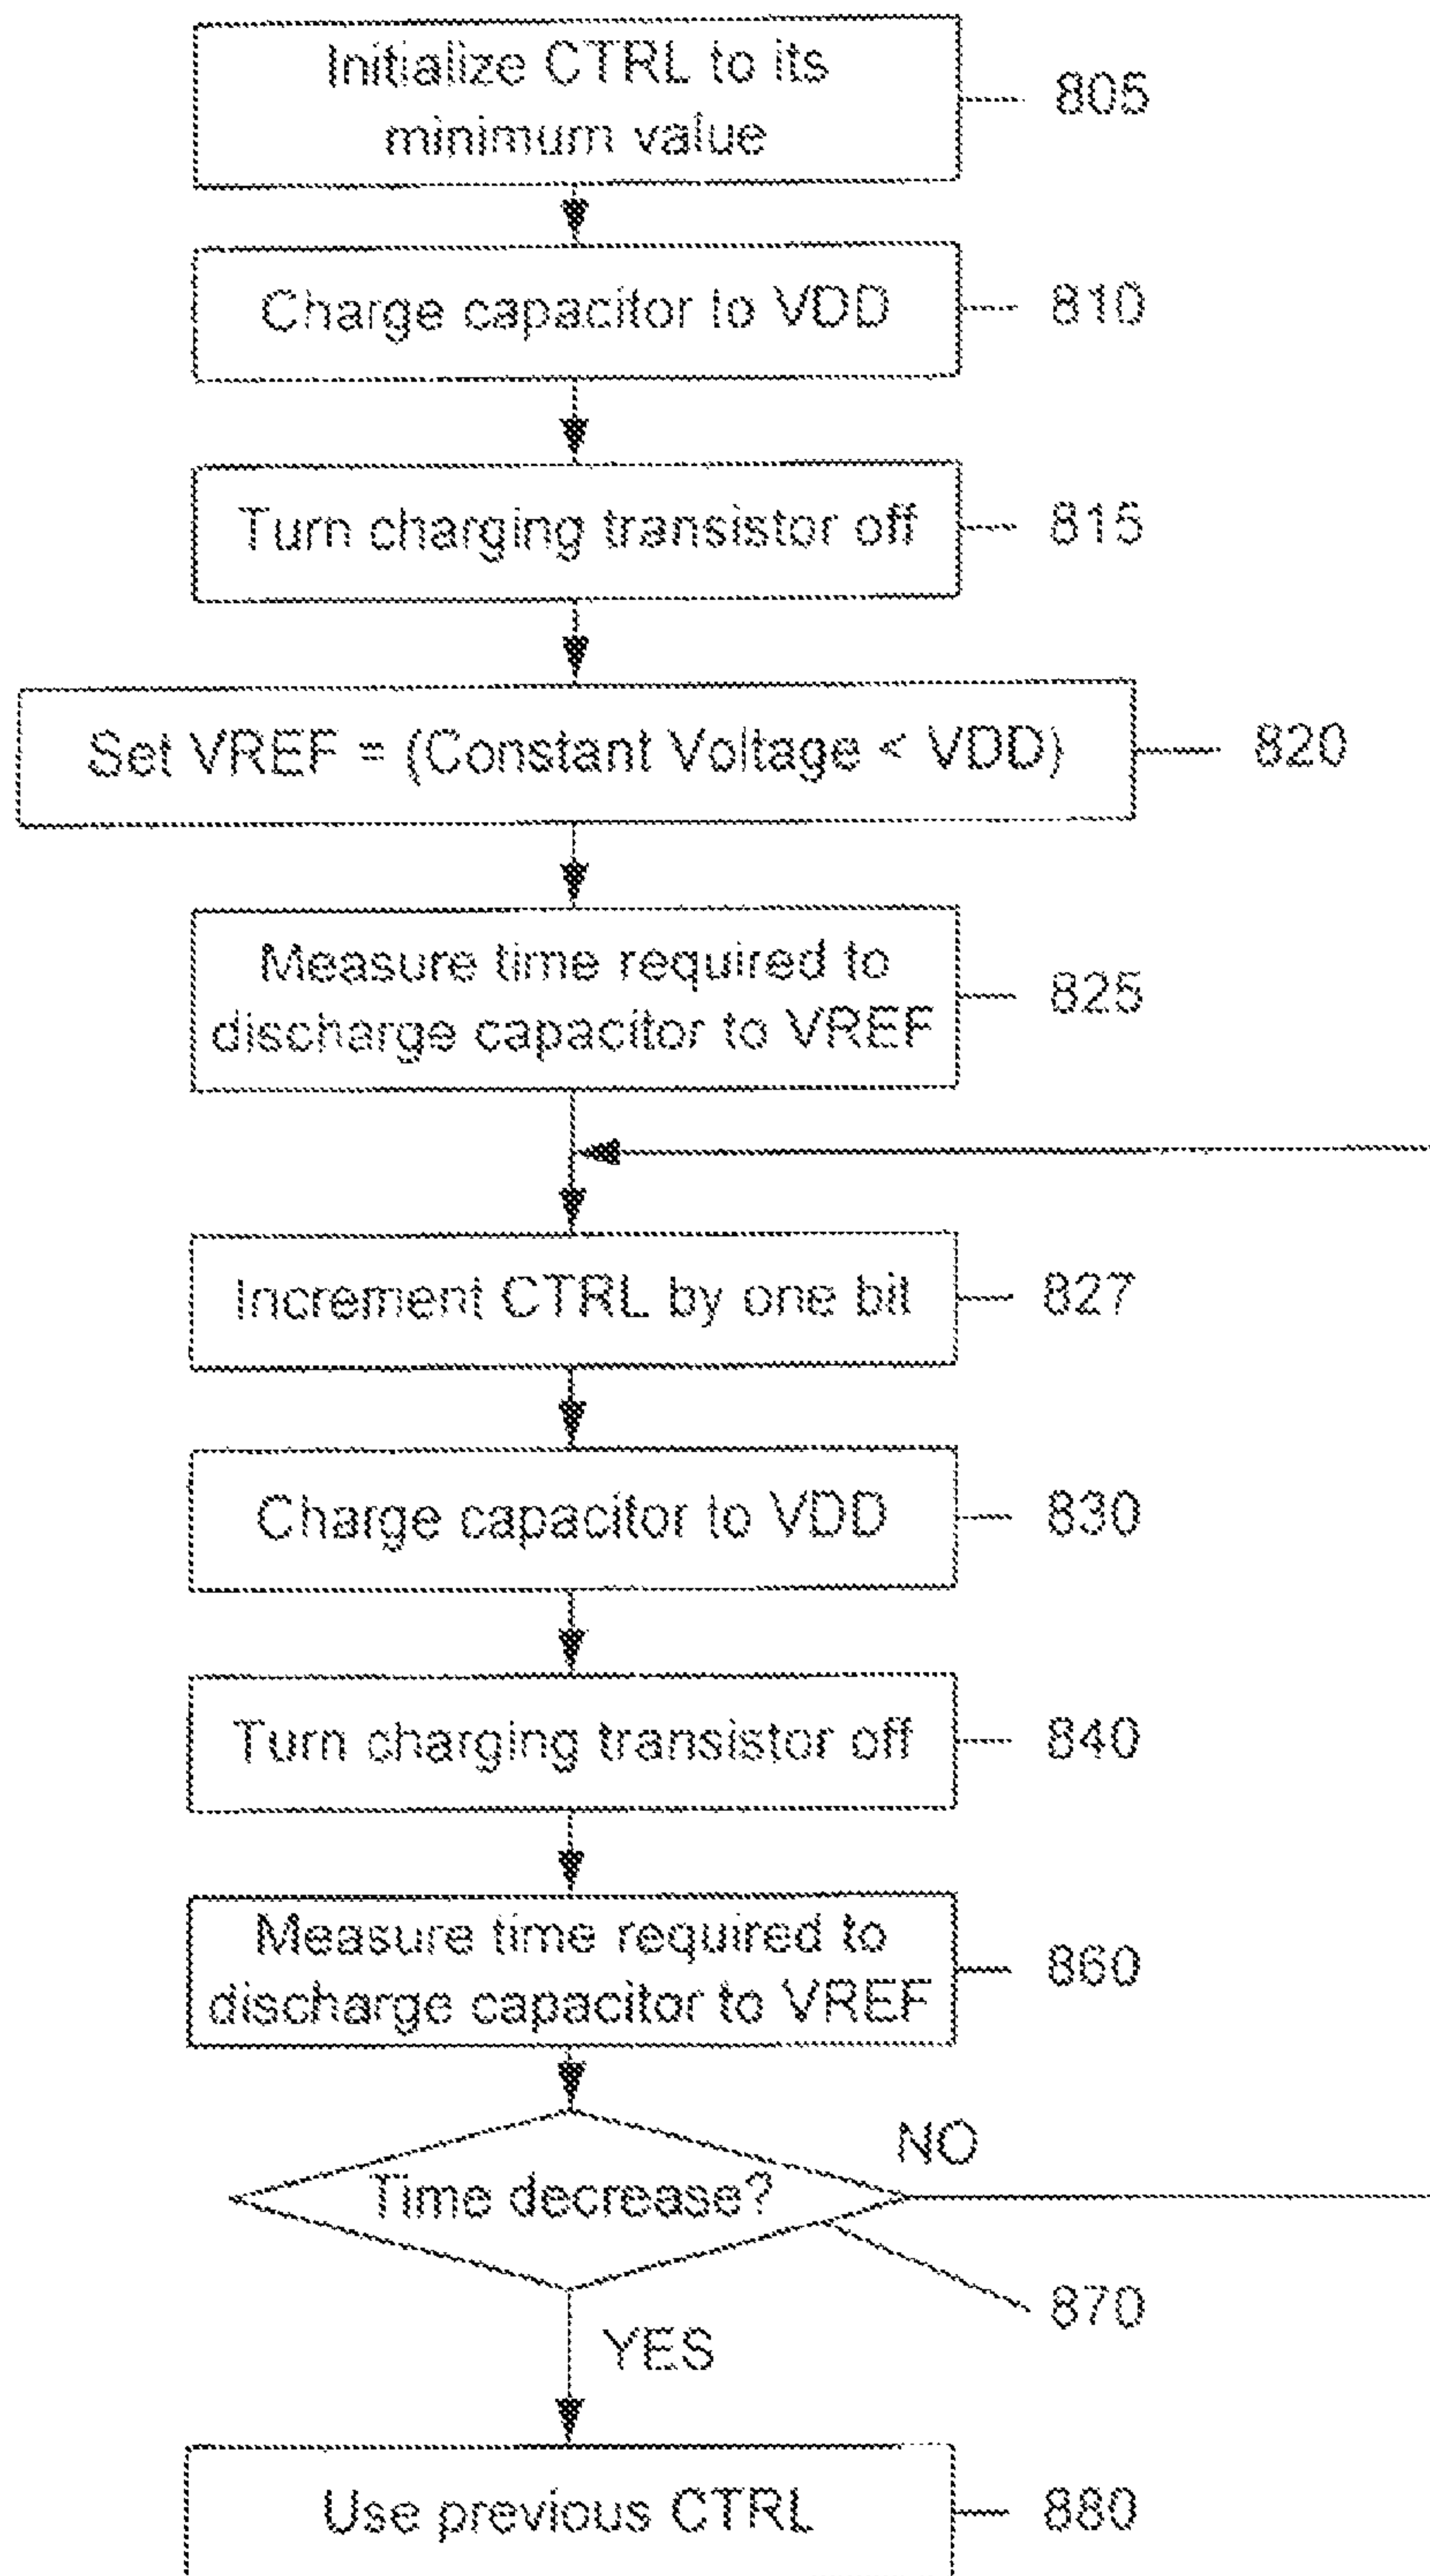 Initialize CTRL to its
minimum value
805
Charge capacitor to VDD
810
Turn charging transistor off
815
Set VREF = (Constant Voltage < VDD)
820
Measure time required to
discharge capacitor to VREF
825
Increment CTRL by one bit
827
Charge capacitor to VDD
830
Turn charging transistor off
840
Measure time required to
discharge capacitor to VREF
860
Time decrease?
NO
870
YES
Use previous CTRL
880